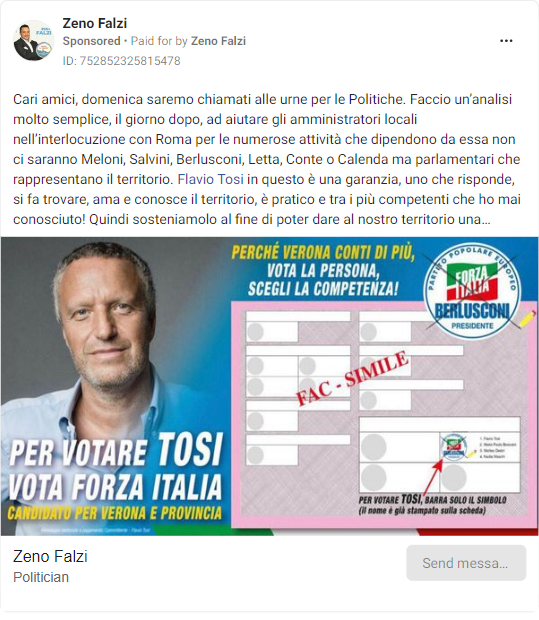 Zeno Falzi
Sponsored • Paid for by Zeno Falzi
ID: 752852325815478
Cari amici, domenica saremo chiamati alle urne per le Politiche. Faccio un'analisi
molto semplice, il giorno dopo, ad aiutare gli amministratori locali
nell'interlocuzione con Roma per le numerose attività che dipendono da essa non
ci saranno Meloni, Salvini, Berlusconi, Letta, Conte o Calenda ma parlamentari che
rappresentano il territorio. Flavio Tosi in questo è una garanzia, uno che risponde,
si fa trovare, ama e conosce il territorio, è pratico e tra i più competenti che ho mai
conosciuto! Quindi sosteniamolo al fine di poter dare al nostro territorio una…
PERCHÉ VERONA CONTI DI PIÙ,
VOTA LA PERSONA,
SCEGLI LA COMPETENZA!
PARTITO POPOLARE EUROPEO
FORZA
ITALIA
BERLUSCONI
PRESIDENTE
FAC - SIMILE
PER VOTARE TOSI
VOTA FORZA ITALIA
CANDIDATO PER VERONA E PROVINCIA
1. Flavio Tosi
PER VOTARE TOSI, BARRA SOLO IL SIMBOLO
(il nome è già stampato sulla scheda)
Zeno Falzi
Politician
Send messa…